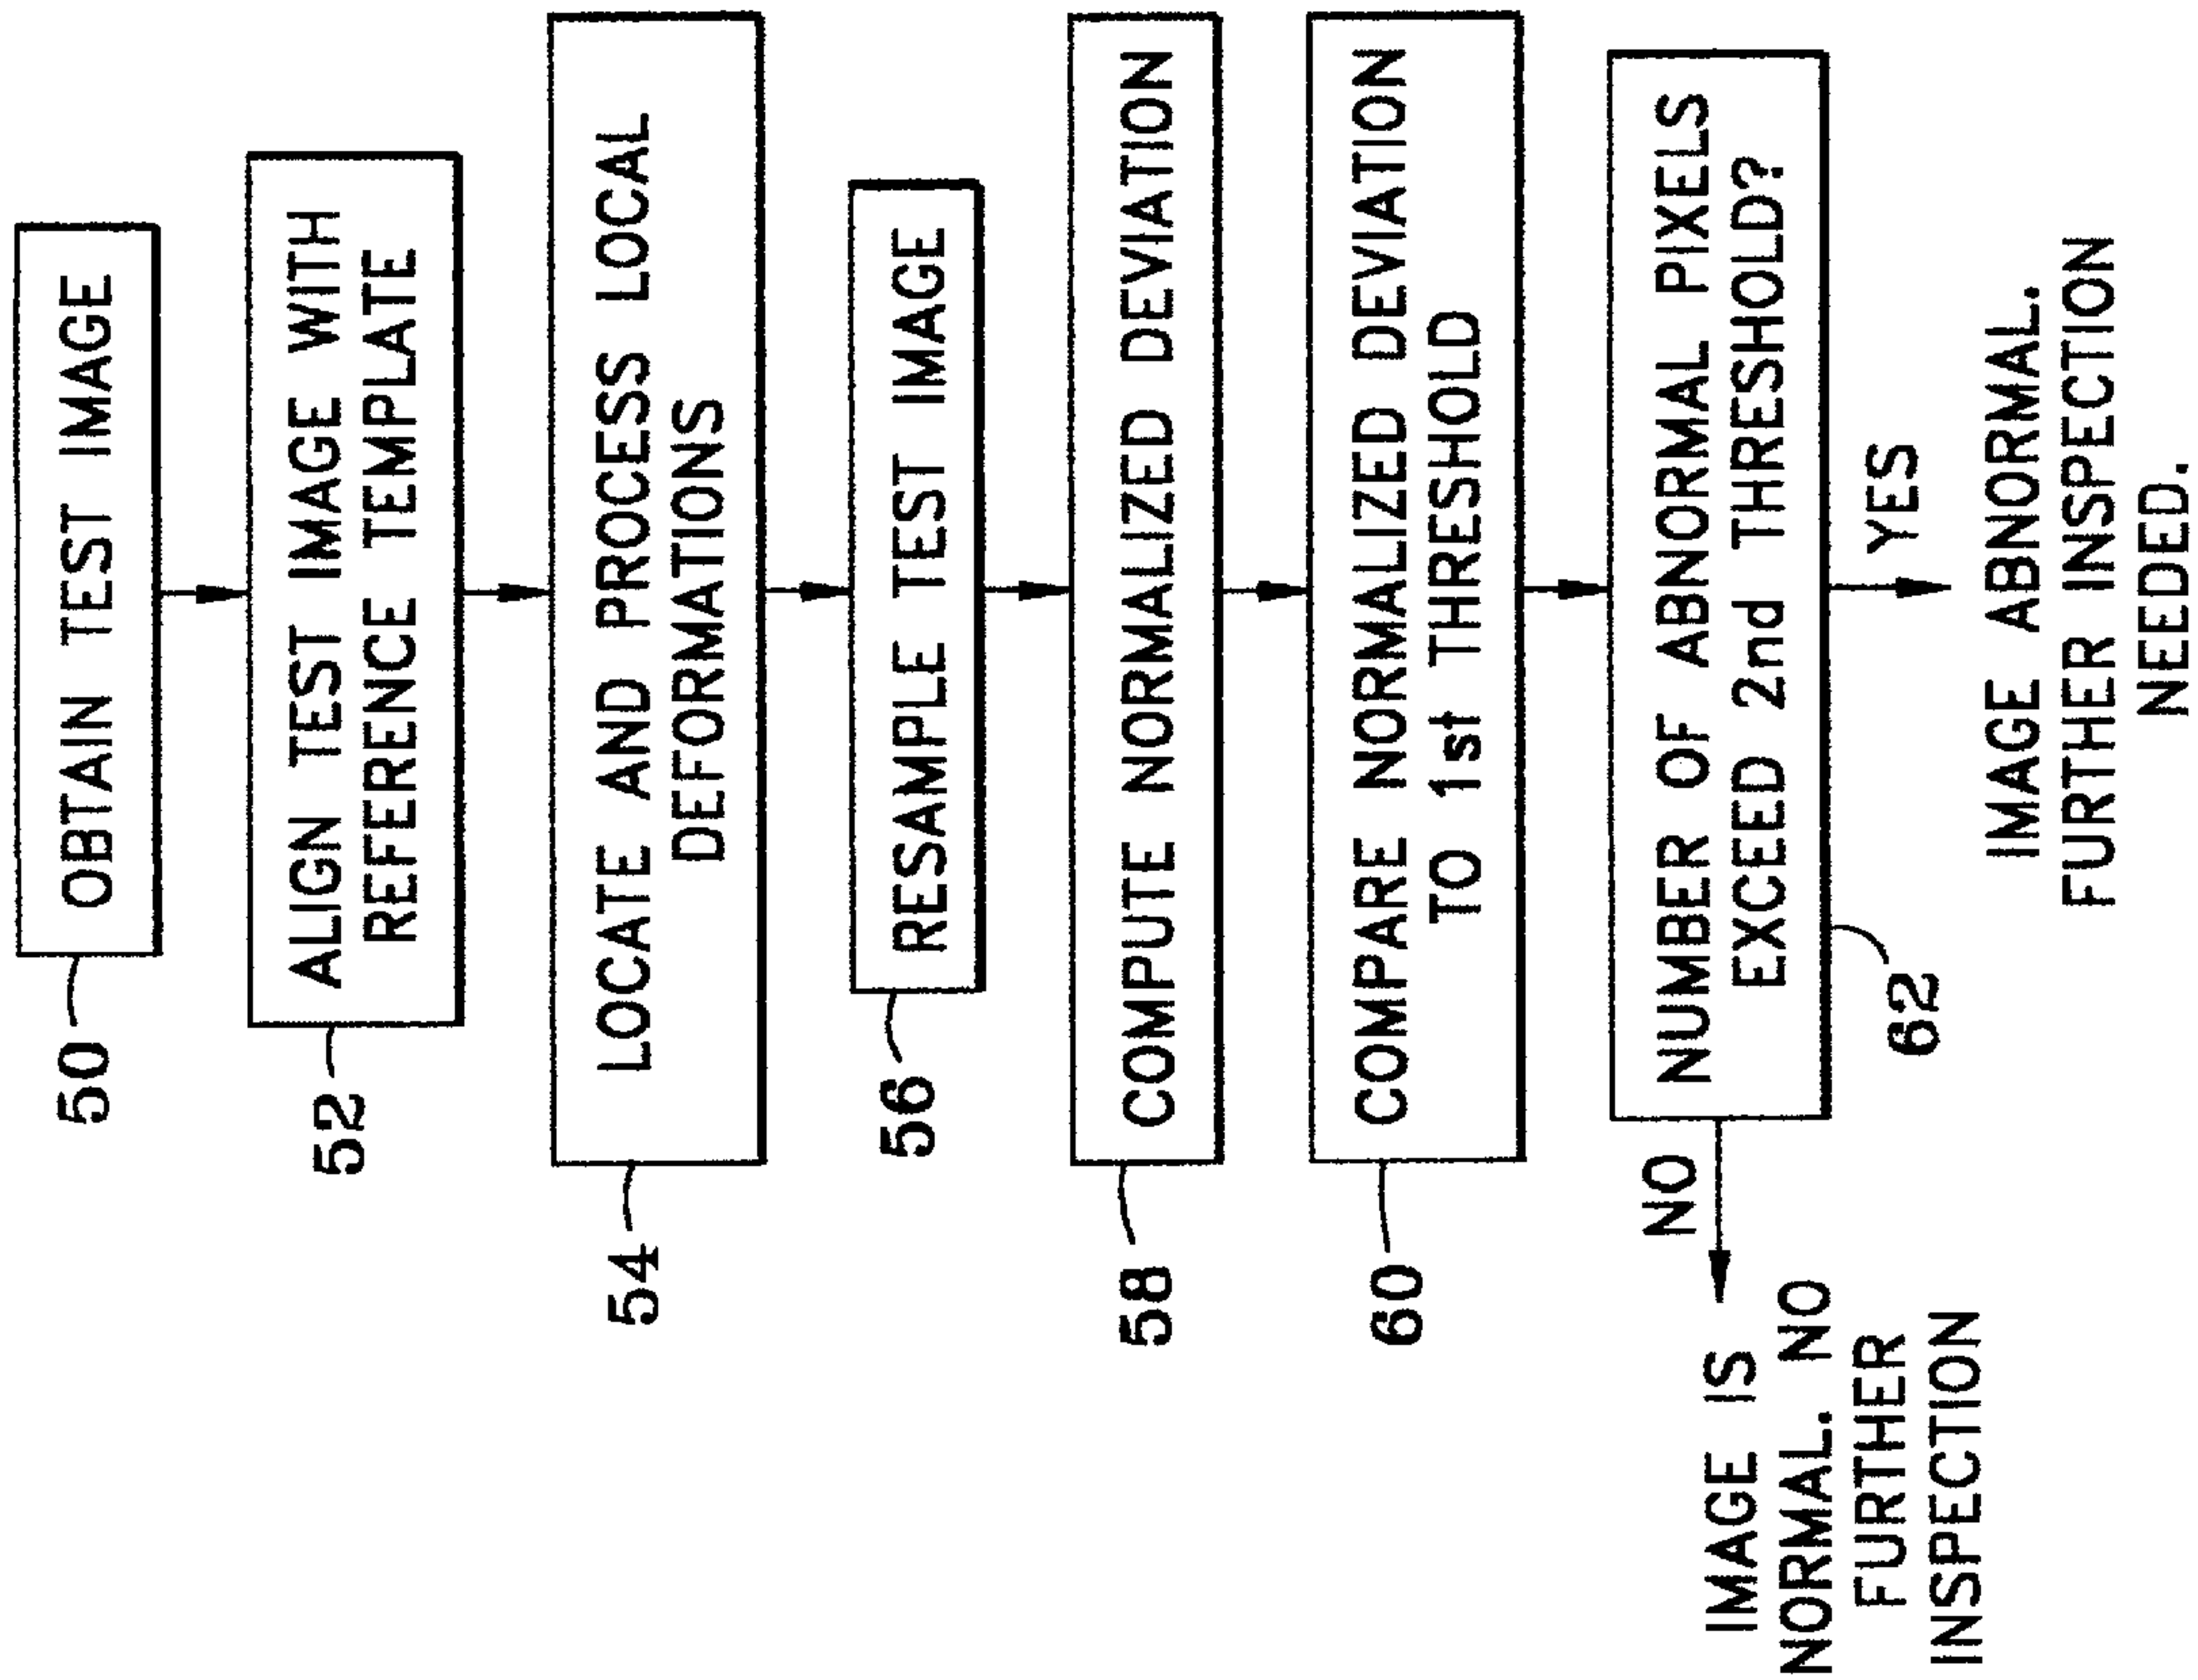 50
OBTAIN TEST IMAGE
52
ALIGN TEST IMAGE WITH
REFERENCE TEMPLATE
54
LOCATE AND PROCESS LOCAL
DEFORMATIONS
56
RESAMPLE TEST IMAGE
58
COMPUTE NORMALIZED DEVIATION
60
COMPARE NORMALIZED DEVIATION
TO 1st THRESHOLD
NUMBER OF ABNORMAL PIXELS
EXCEED 2nd THRESHOLD?
62
NO
IMAGE IS
NORMAL. NO
FURTHER
INSPECTION
YES
IMAGE ABNORMAL.
FURTHER INSPECTION
NEEDED.